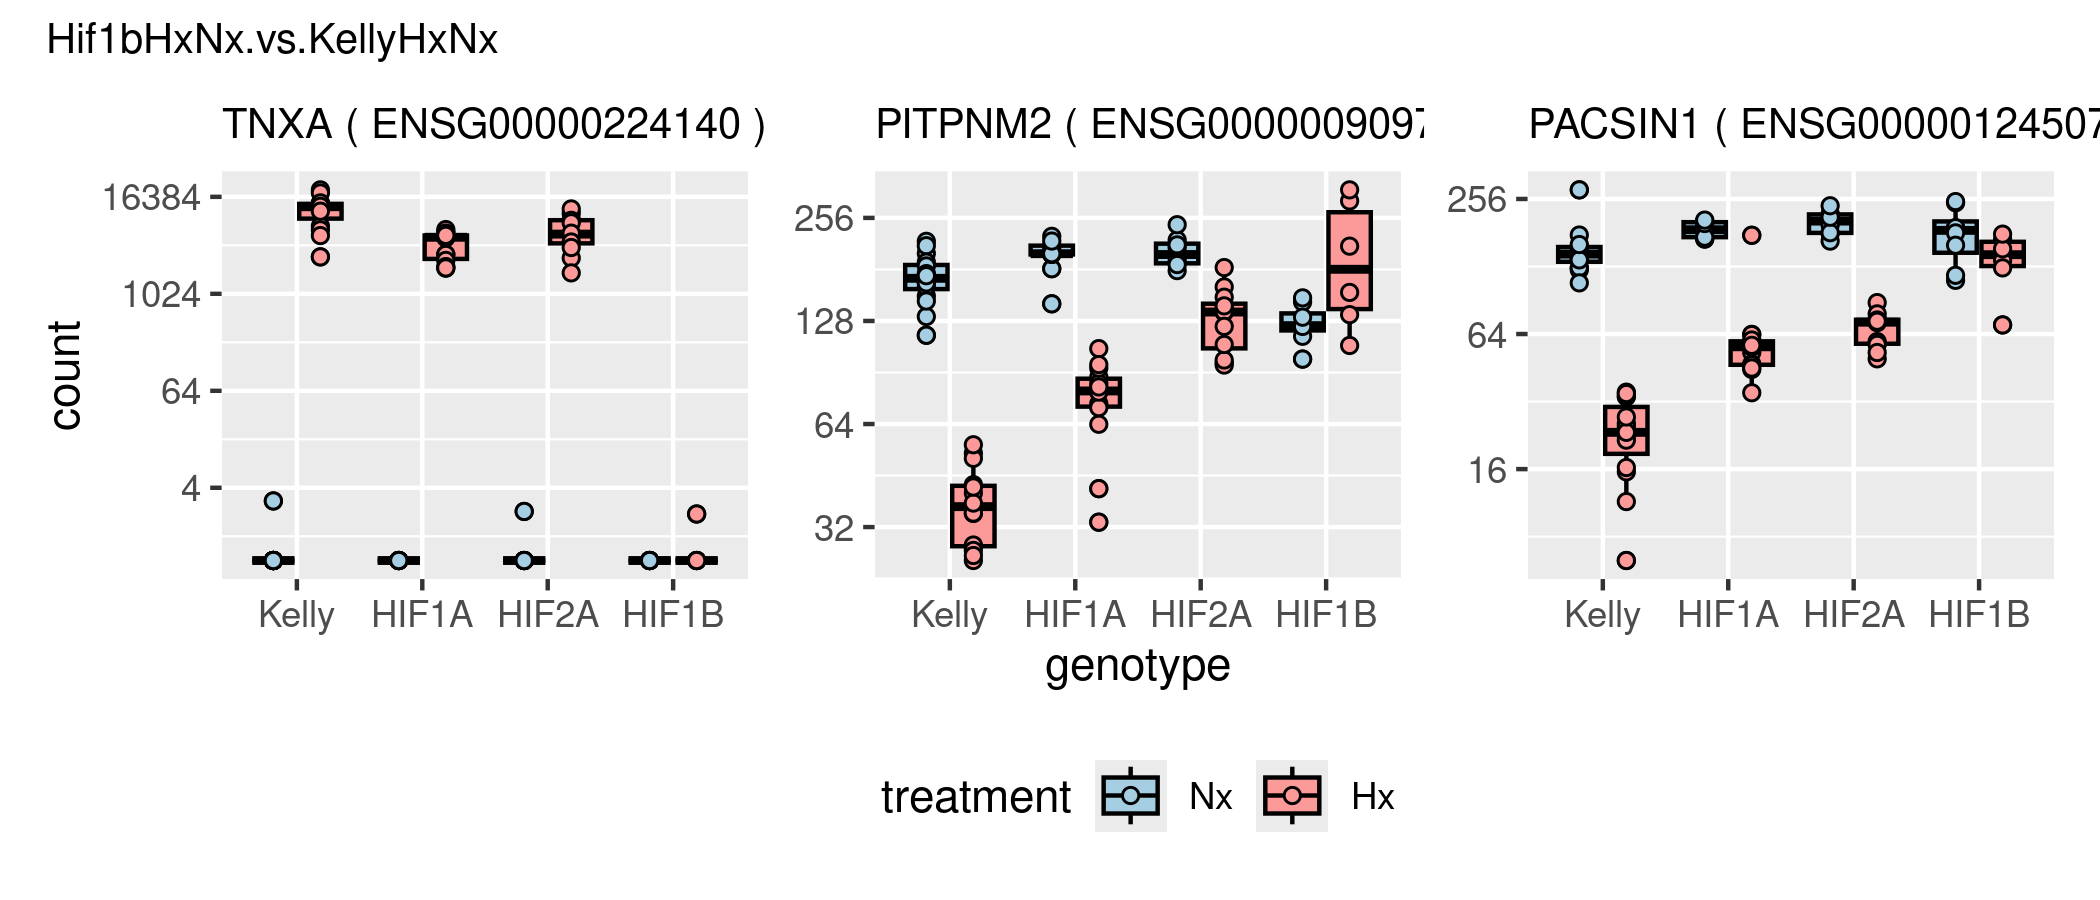 Hif1bHxNx.vs.KellyHxNx
TNXA ( ENSG00000224140 )
PITPNM2 ( ENSG0000009097
PACSIN1 ( ENSG00000124507
count
16384
1024
64
4
Kelly HIF1A HIF2A HIF1B
256
128
64
32
Kelly HIF1A HIF2A HIF1B
256
64
16
Kelly HIF1A HIF2A HIF1B
genotype
treatment Nx Hx